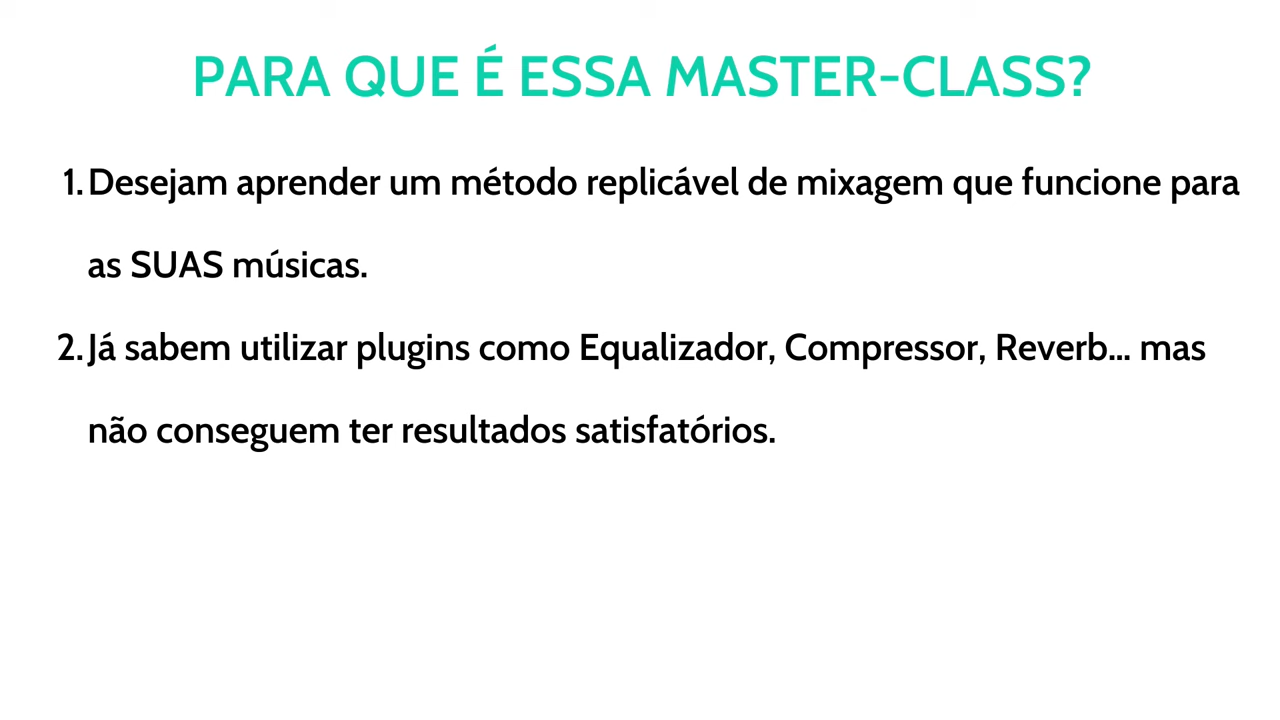 PARA QUE É ESSA MASTER-CLASS?
1. Desejam aprender um método replicável de mixagem que funcione para
as SUAS músicas.
2. Já sabem utilizar plugins como Equalizador, Compressor, Reverb... mas
não conseguem ter resultados satisfatórios.